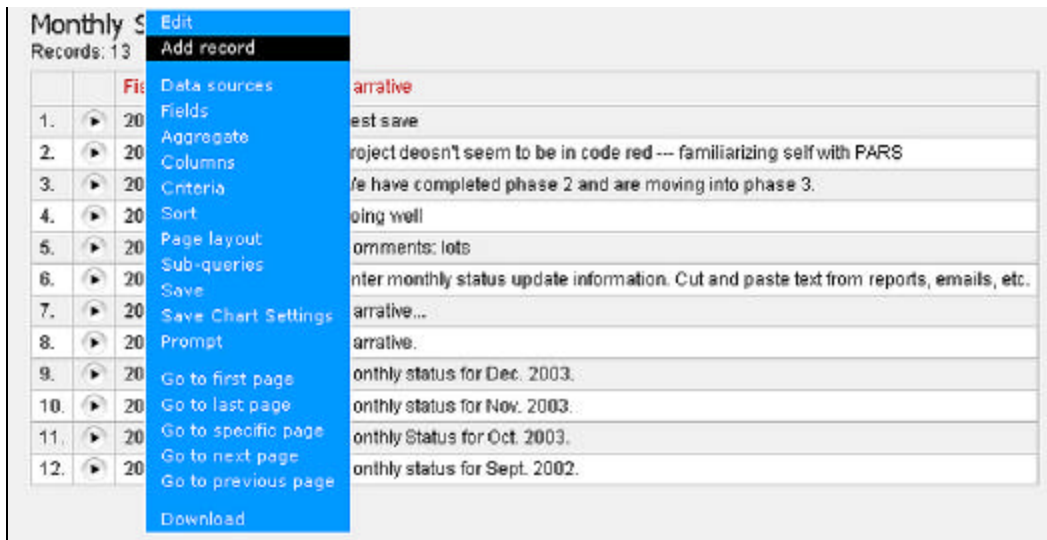 Monthly S
Records: 13
Edit
Add record
Data sources
Fields
Aggregate
Columns
Criteria
Sort
Page layout
Sub-queries
Save
Save Chart Settings
Prompt
Go to first page
Go to last page
Go to specific page
Go to next page
Go to previous page
Download
Fis arrative
1. 20 est save
2. 20 roject deosn't seem to be in code red --- familiarizing self with PARS
3. 20 /e have completed phase 2 and are moving into phase 3.
4. 20 oing well
5. 20 omments: lots
6. 20 nter monthly status update information. Cut and paste text from reports, emails, etc.
7. 20 arrative...
8. 20 arrative.
9. 20 onthly status for Dec. 2003.
10. 20 onthly status for Nov. 2003.
11. 20 onthly Status for Oct. 2003.
12. 20 onthly status for Sept. 2002.